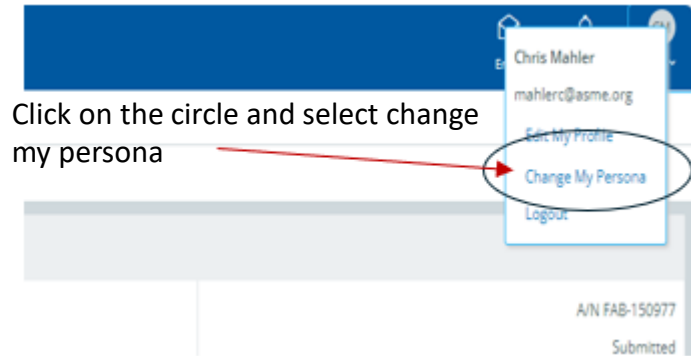 Chris Mahler
mahlerc@asme.org
Click on the circle and select change
my persona
Edit My Profile
Change My Persona
Logout
A/N FAB-150977
Submitted